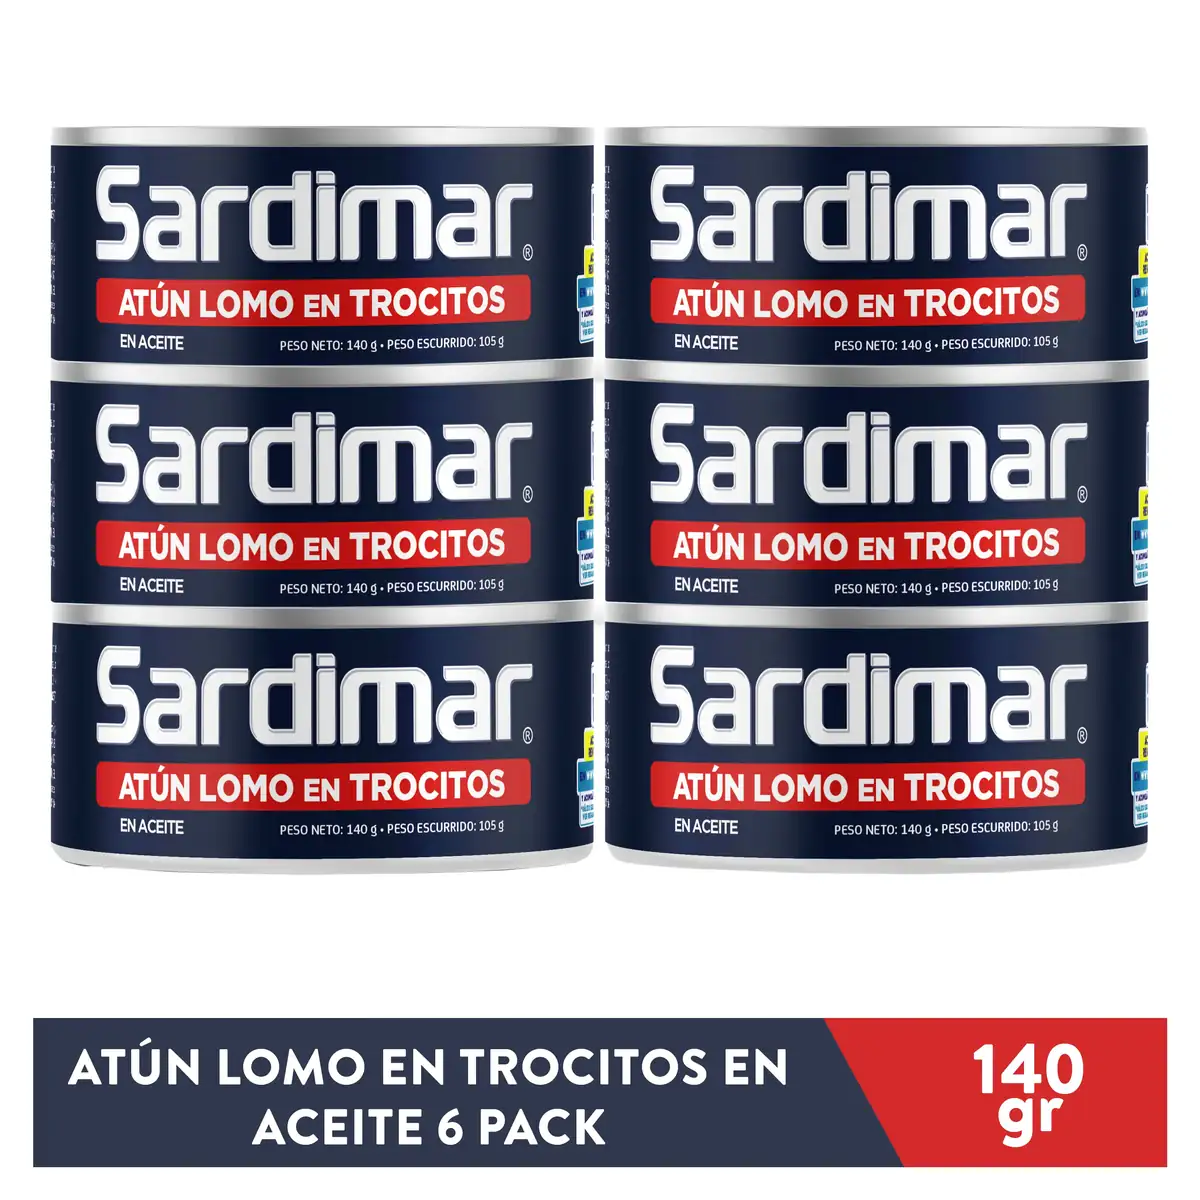 Sardimar®
ATÚN LOMO EN TROCITOS
EN ACEITE PESO NETO: 140 g • PESO ESCURRIDO: 105 g
Sardimar®
ATÚN LOMO EN TROCITOS
EN ACEITE PESO NETO: 140 g • PESO ESCURRIDO: 105 g
Sardimar®
ATÚN LOMO EN TROCITOS
EN ACEITE PESO NETO: 140 g • PESO ESCURRIDO: 105 g
Sardimar®
ATÚN LOMO EN TROCITOS
EN ACEITE PESO NETO: 140 g • PESO ESCURRIDO: 105 g
Sardimar®
ATÚN LOMO EN TROCITOS
EN ACEITE PESO NETO: 140 g • PESO ESCURRIDO: 105 g
Sardimar®
ATÚN LOMO EN TROCITOS
EN ACEITE PESO NETO: 140 g • PESO ESCURRIDO: 105 g
ATÚN LOMO EN TROCITOS EN
ACEITE 6 PACK
140
gr